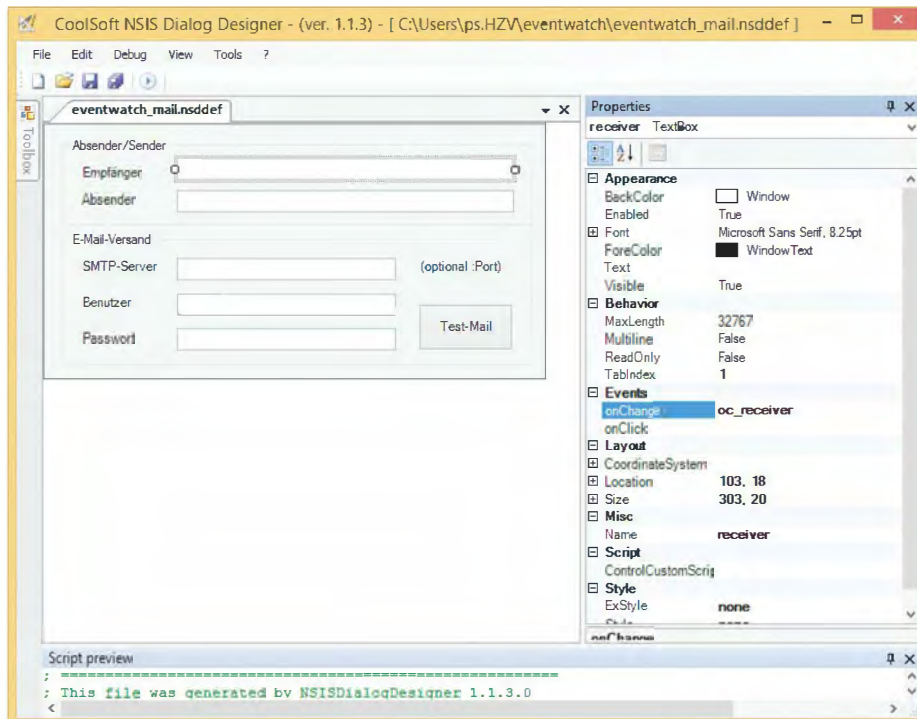 CoolSoft NSIS Dialog Designer - (ver. 1.1.3) - [ C:\Users\ps.HZV\eventwatch\eventwatch_mail.nsddef ]
File Edit Debug View Tools ?
Toolbox
eventwatch_mail.nsddef
Absender/Sender
Empfänger
Absender
E-Mail-Versand
SMTP-Server (optional :Port)
Benutzer
Passwort
Test-Mail
Properties
receiver TextBox
Appearance
BackColor Window
Enabled True
Font Microsoft Sans Serif, 8.25pt
ForeColor WindowText
Text
Visible True
Behavior
MaxLength 32767
Multiline False
ReadOnly False
TabIndex 1
Events
onChange oc_receiver
onClick
Layout
CoordinateSystem
Location 103, 18
Size 303, 20
Misc
Name receiver
Script
ControlCustomScrip
Style
ExStyle none
Style none
onChange
Script preview
; =======================================================
; This file was generated by NSISDialogDesigner 1.1.3.0